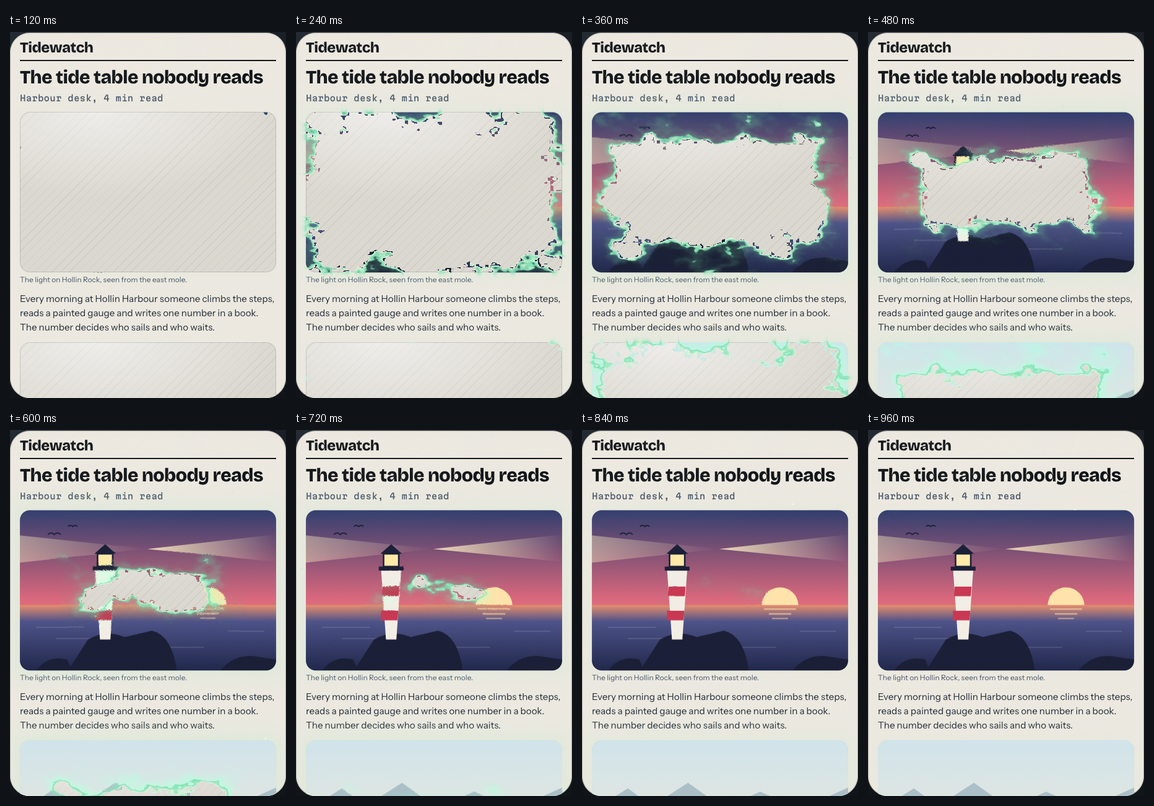 t = 120 ms
Tidewatch
The tide table nobody reads
Harbour desk, 4 min read
The light on Hollin Rock, seen from the east mole.
Every morning at Hollin Harbour someone climbs the steps,
reads a painted gauge and writes one number in a book.
The number decides who sails and who waits.
t = 240 ms
Tidewatch
The tide table nobody reads
Harbour desk, 4 min read
The light on Hollin Rock, seen from the east mole.
Every morning at Hollin Harbour someone climbs the steps,
reads a painted gauge and writes one number in a book.
The number decides who sails and who waits.
t = 360 ms
Tidewatch
The tide table nobody reads
Harbour desk, 4 min read
The light on Hollin Rock, seen from the east mole.
Every morning at Hollin Harbour someone climbs the steps,
reads a painted gauge and writes one number in a book.
The number decides who sails and who waits.
t = 480 ms
Tidewatch
The tide table nobody reads
Harbour desk, 4 min read
The light on Hollin Rock, seen from the east mole.
Every morning at Hollin Harbour someone climbs the steps,
reads a painted gauge and writes one number in a book.
The number decides who sails and who waits.
t = 600 ms
Tidewatch
The tide table nobody reads
Harbour desk, 4 min read
The light on Hollin Rock, seen from the east mole.
Every morning at Hollin Harbour someone climbs the steps,
reads a painted gauge and writes one number in a book.
The number decides who sails and who waits.
t = 720 ms
Tidewatch
The tide table nobody reads
Harbour desk, 4 min read
The light on Hollin Rock, seen from the east mole.
Every morning at Hollin Harbour someone climbs the steps,
reads a painted gauge and writes one number in a book.
The number decides who sails and who waits.
t = 840 ms
Tidewatch
The tide table nobody reads
Harbour desk, 4 min read
The light on Hollin Rock, seen from the east mole.
Every morning at Hollin Harbour someone climbs the steps,
reads a painted gauge and writes one number in a book.
The number decides who sails and who waits.
t = 960 ms
Tidewatch
The tide table nobody reads
Harbour desk, 4 min read
The light on Hollin Rock, seen from the east mole.
Every morning at Hollin Harbour someone climbs the steps,
reads a painted gauge and writes one number in a book.
The number decides who sails and who waits.